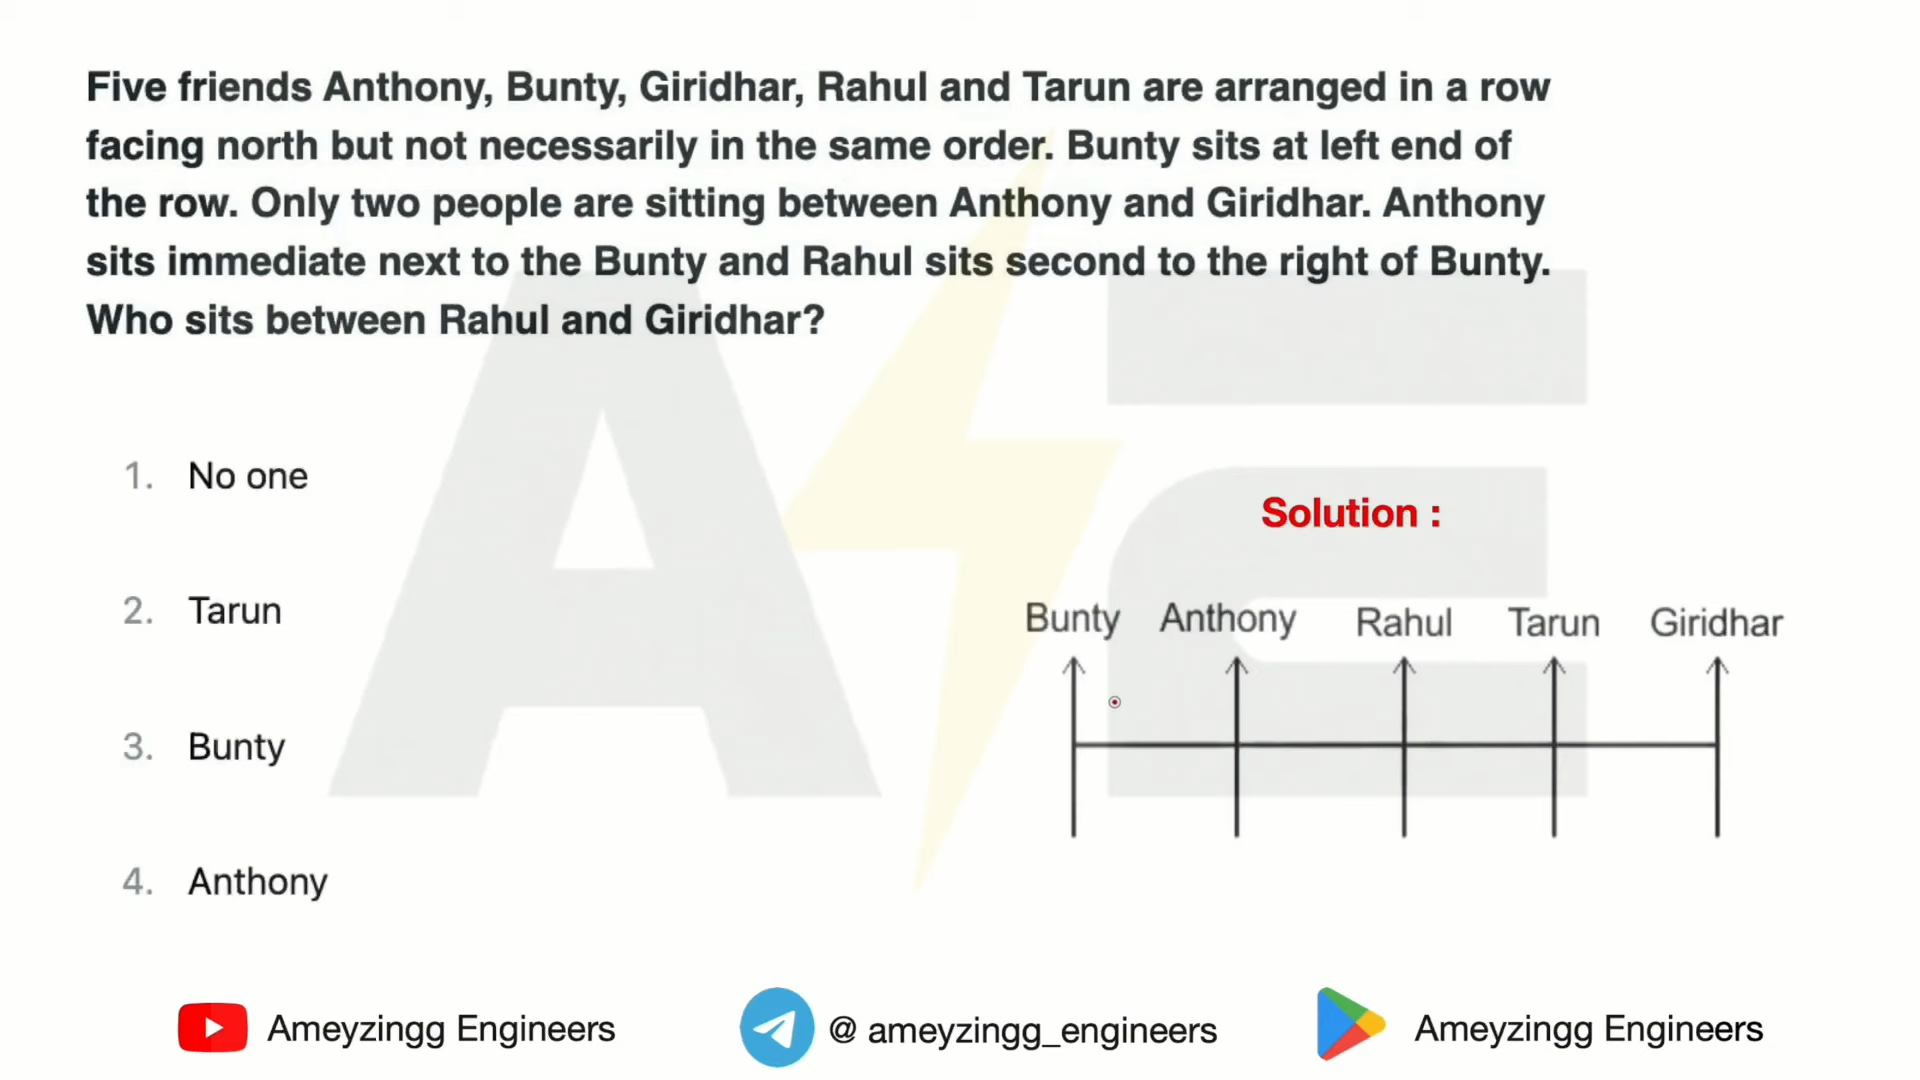 Five friends Anthony, Bunty, Giridhar, Rahul and Tarun are arranged in a row
facing north but not necessarily in the same order. Bunty sits at left end of
the row. Only two people are sitting between Anthony and Giridhar. Anthony
sits immediate next to the Bunty and Rahul sits second to the right of Bunty.
Who sits between Rahul and Giridhar?
1. No one
2. Tarun
3. Bunty
4. Anthony
Solution :
Bunty Anthony Rahul Tarun Giridhar
Ameyzingg Engineers
@ ameyzingg_engineers
Ameyzingg Engineers